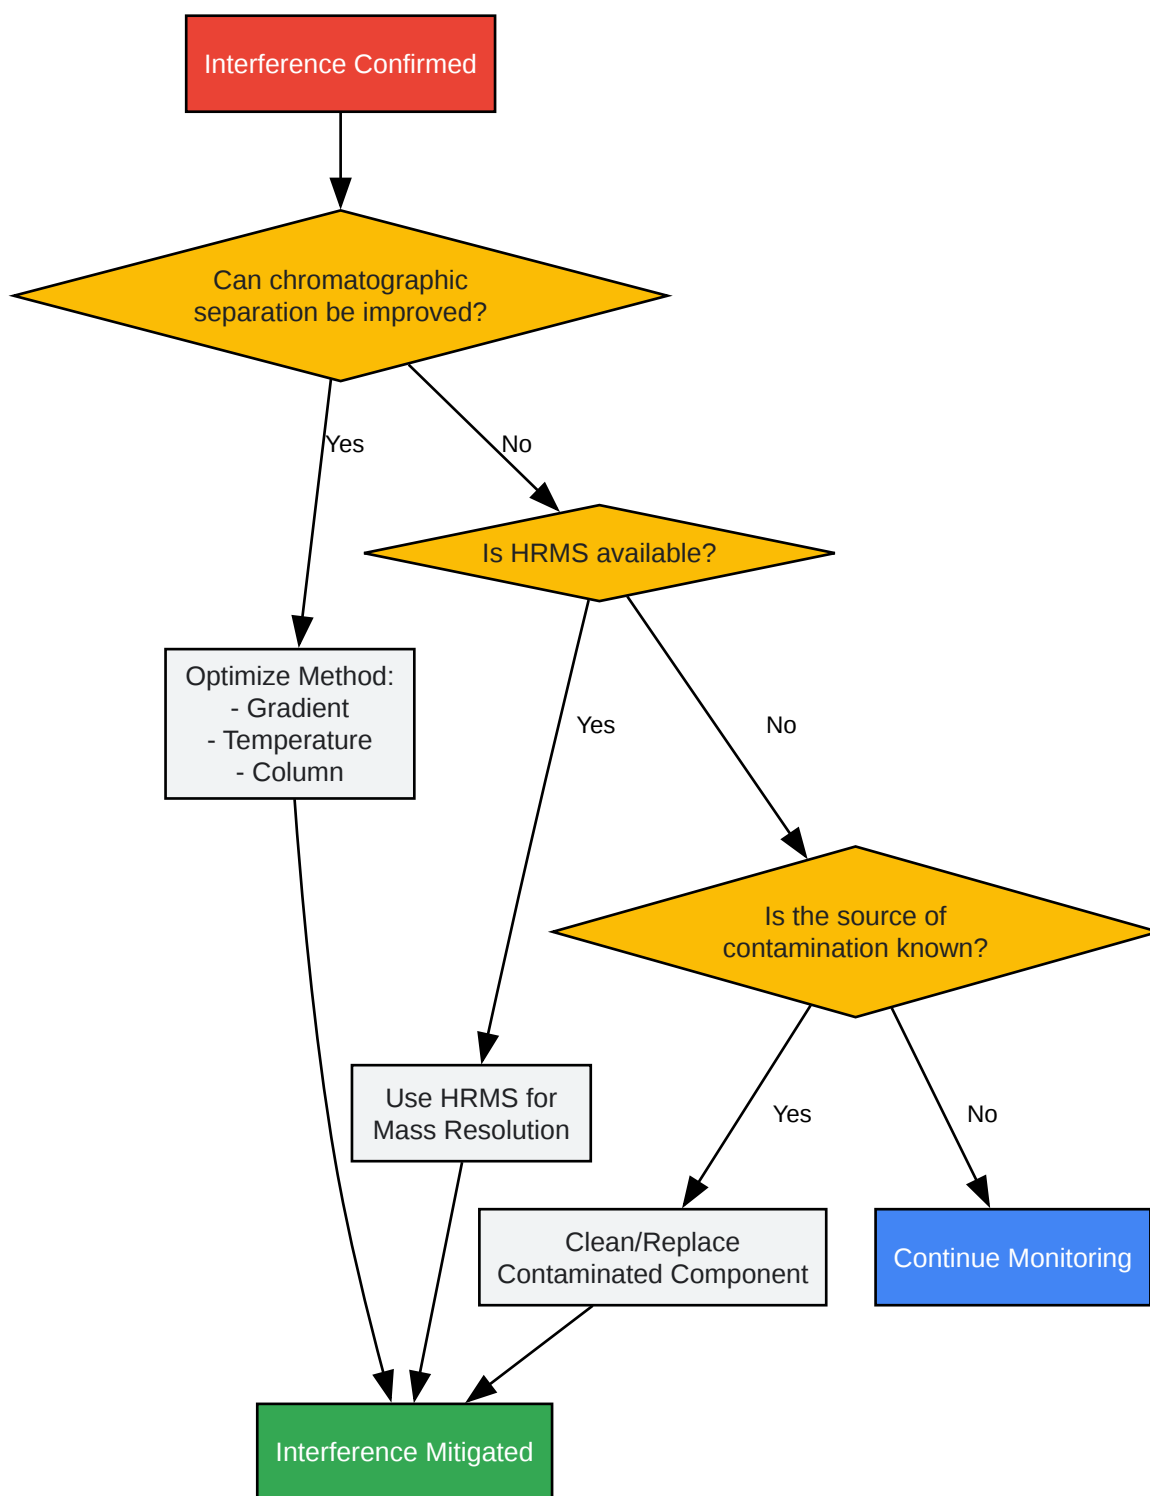 Interference Confirmed
Can chromatographic
separation be improved?
Yes
No
Is HRMS available?
Optimize Method:
- Gradient
- Temperature
- Column
Yes
No
Is the source of
contamination known?
Use HRMS for
Mass Resolution
Yes
No
Clean/Replace
Contaminated Component
Continue Monitoring
Interference Mitigated